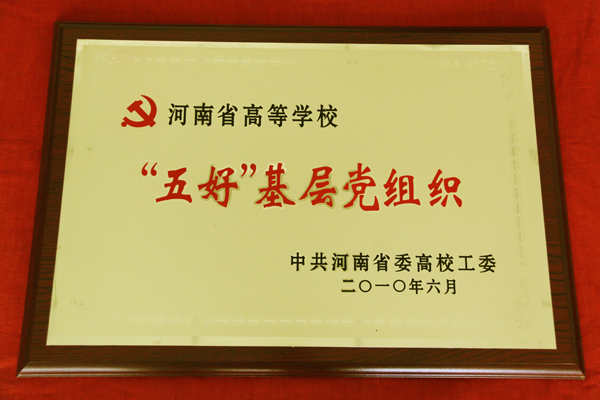 河南省高等学校
“五好”基层党组织
中共河南省委高校工委
二〇一〇年六月